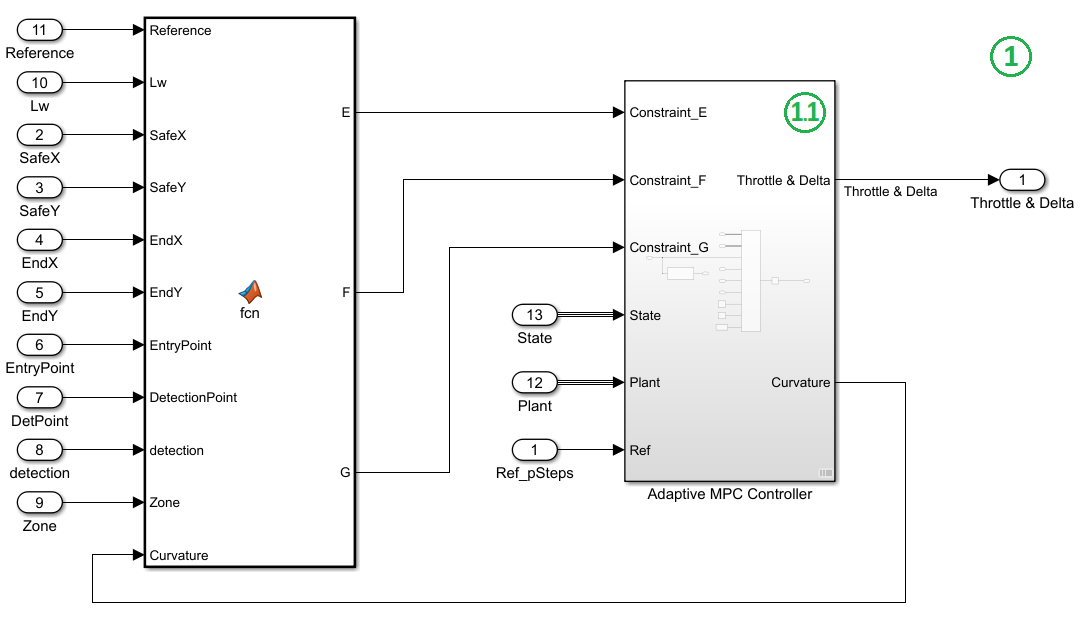 11
Reference
10
Lw
2
SafeX
3
SafeY
4
EndX
5
EndY
6
EntryPoint
7
DetPoint
8
detection
9
Zone
Reference
Lw
SafeX
SafeY
EndX
EndY
EntryPoint
DetectionPoint
detection
Zone
Curvature
fcn
E
F
G
13
State
12
Plant
1
Ref_pSteps
Constraint_E
Constraint_F
Constraint_G
State
Plant
Ref
1.1
Throttle & Delta
Curvature
Adaptive MPC Controller
Throttle & Delta
1
1
Throttle & Delta